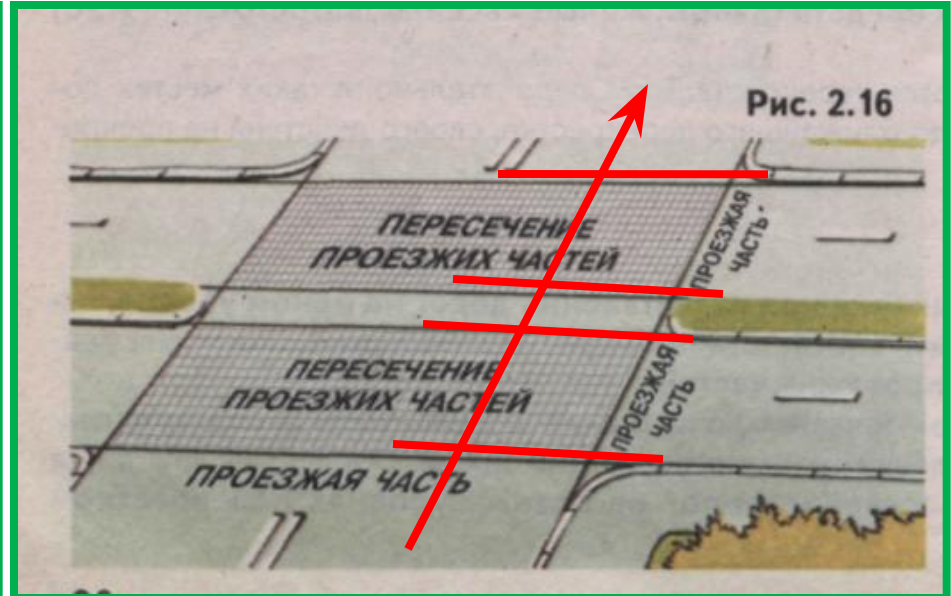 Рис. 2.16
ПЕРЕСЕЧЕНИЕ
ПРОЕЗЖИХ ЧАСТЕЙ
ПРОЕЗЖАЯ
ЧАСТЬ
ПЕРЕСЕЧЕНИЕ
ПРОЕЗЖИХ ЧАСТЕЙ
ПРОЕЗЖАЯ
ЧАСТЬ
ПРОЕЗЖАЯ ЧАСТЬ